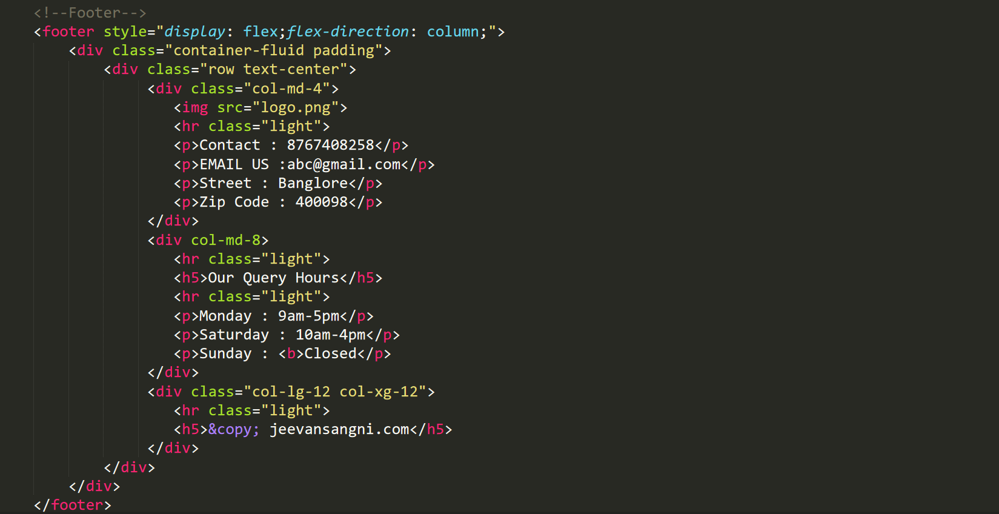 <!--Footer-->
<footer style="display: flex;flex-direction: column;">
<div class="container-fluid padding">
<div class="row text-center">
<div class="col-md-4">
<img src="logo.png">
<hr class="light">
<p>Contact : 8767408258</p>
<p>EMAIL US :abc@gmail.com</p>
<p>Street : Banglore</p>
<p>Zip Code : 400098</p>
</div>
<div col-md-8>
<hr class="light">
<h5>Our Query Hours</h5>
<hr class="light">
<p>Monday : 9am-5pm</p>
<p>Saturday : 10am-4pm</p>
<p>Sunday : <b>Closed</p>
</div>
<div class="col-lg-12 col-xg-12">
<hr class="light">
<h5>&copy; jeevansangni.com</h5>
</div>
</div>
</div>
</footer>